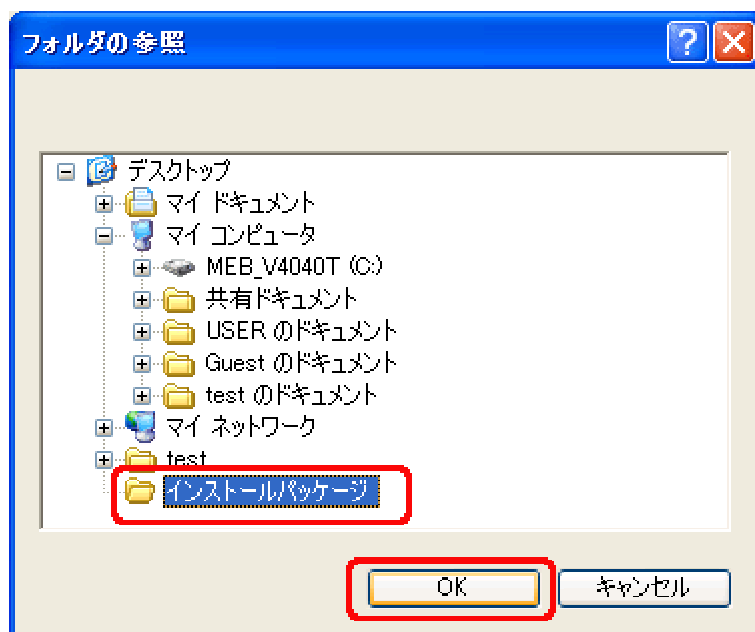 フォルダの参照
デスクトップ
マイ ドキュメント
マイ コンピュータ
MEB_V4040T (C:)
共有ドキュメント
USER のドキュメント
Guest のドキュメント
test のドキュメント
マイ ネットワーク
test
インストールパッケージ
OK
キャンセル